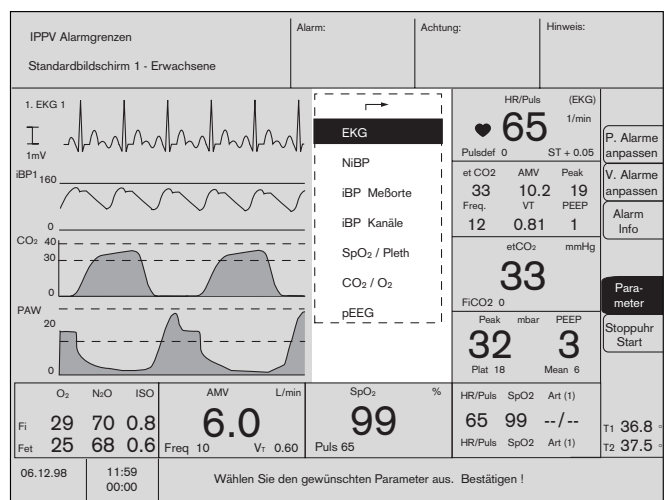 IPPV Alarmgrenzen
Standardbildschirm 1 - Erwachsene
Alarm:
Achtung:
Hinweis:
1. EKG 1
1mV
iBP1
160
0
CO₂ 40
30
0
PAW
20
0
EKG
NiBP
iBP Meßorte
iBP Kanäle
SpO₂ / Pleth
CO₂ / O₂
pEEG
HR/Puls (EKG)
65 1/min
Pulsdef 0 ST + 0.05
et CO2 AMV Peak
33 10.2 19
Freq. VT PEEP
12 0.81 1
etCO₂ mmHg
33
FiCO2 0
Peak mbar PEEP
32 3
Plat 18 Mean 6
P. Alarme
anpassen
V. Alarme
anpassen
Alarm
Info
Para-
meter
Stoppuhr
Start
O₂ N₂O ISO
Fi 29 70 0.8
Fet 25 68 0.6
AMV L/min
6.0
Freq 10 VT 0.60
SpO₂ %
99
Puls 65
HR/Puls SpO2 Art (1)
65 99 --/--
HR/Puls SpO2 Art (1)
T1 36.8 °
T2 37.5 °
06.12.98
11:59
00:00
Wählen Sie den gewünschten Parameter aus. Bestätigen !